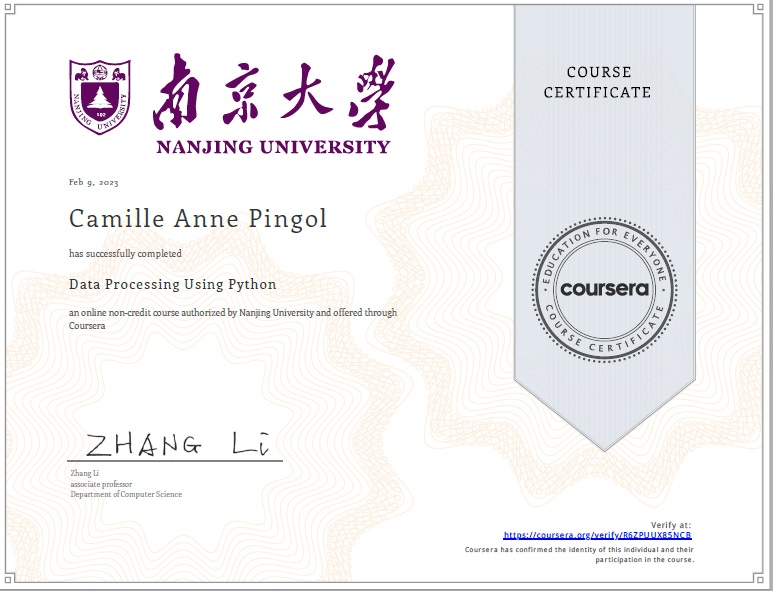 南京大學
NANJING UNIVERSITY
NANJING UNIVERSITY
1902
Feb 9, 2023
Camille Anne Pingol
has successfully completed
Data Processing Using Python
an online non-credit course authorized by Nanjing University and offered through
Coursera
ZHANG Li
Zhang Li
associate professor
Department of Computer Science
COURSE
CERTIFICATE
EDUCATION FOR EVERYONE
coursera
COURSE CERTIFICATE
Verify at:
https://coursera.org/verify/R6ZPUUX85NCB
Coursera has confirmed the identity of this individual and their
participation in the course.